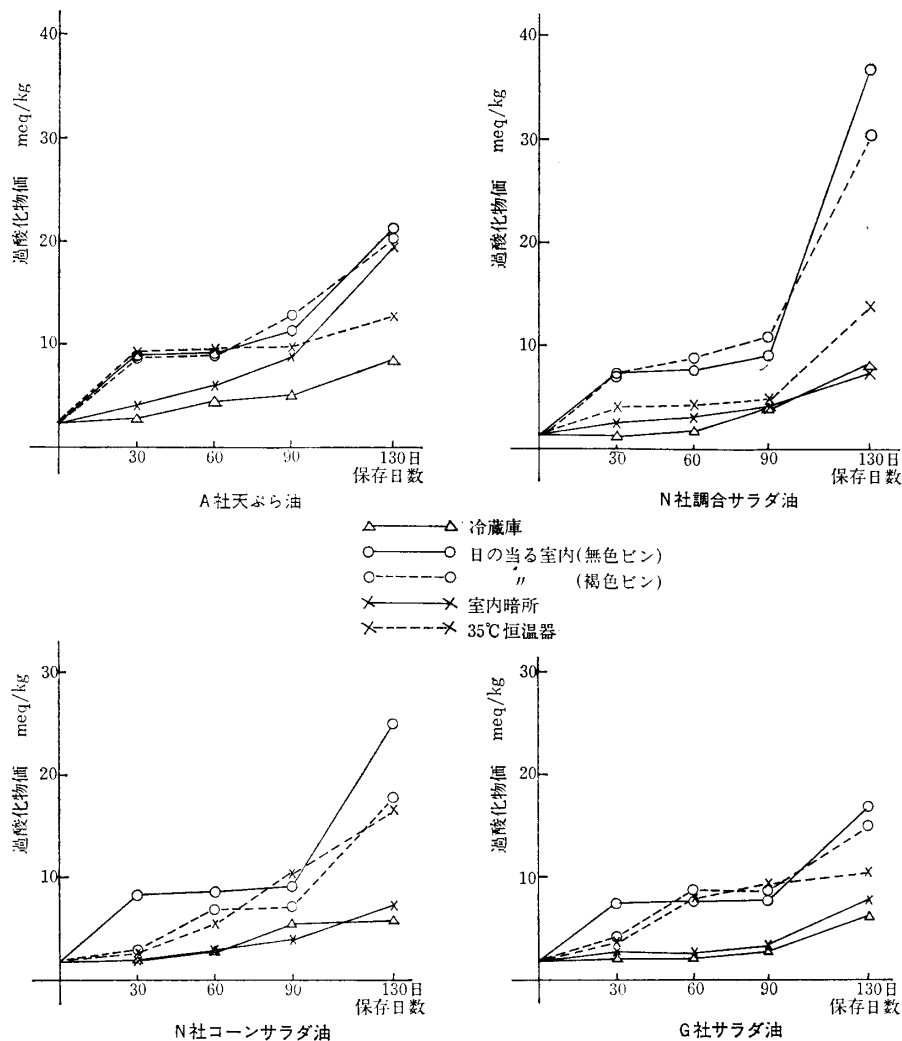 40
30
20
10
過酸化物価 meq/kg
30 60 90 130日
保存日数
A社天ぷら油
40
30
20
10
過酸化物価 meq/kg
30 60 90 130日
保存日数
N社調合サラダ油
冷蔵庫
日の当る室内(無色ビン)
〃 (褐色ビン)
室内暗所
35℃恒温器
30
20
10
過酸化物価 meq/kg
30 60 90 130日
保存日数
N社コーンサラダ油
30
20
10
過酸化物価 meq/kg
30 60 90 130日
保存日数
G社サラダ油